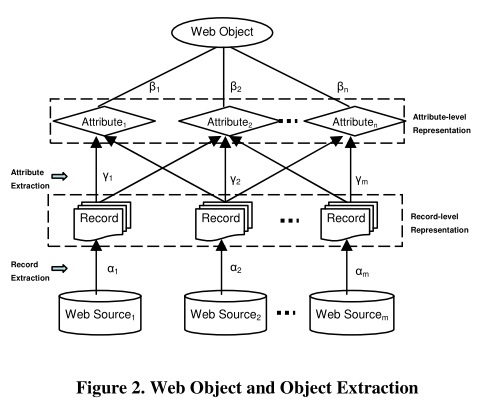 Web Object
β1 β2 βn
Attribute1 Attribute2 Attributen
Attribute-level
Representation
Attribute
Extraction
γ1 γ2 γm
Record Record Record
Record-level
Representation
Record
Extraction
α1 α2 αm
Web Source1 Web Source2 Web Sourcem
Figure 2. Web Object and Object Extraction